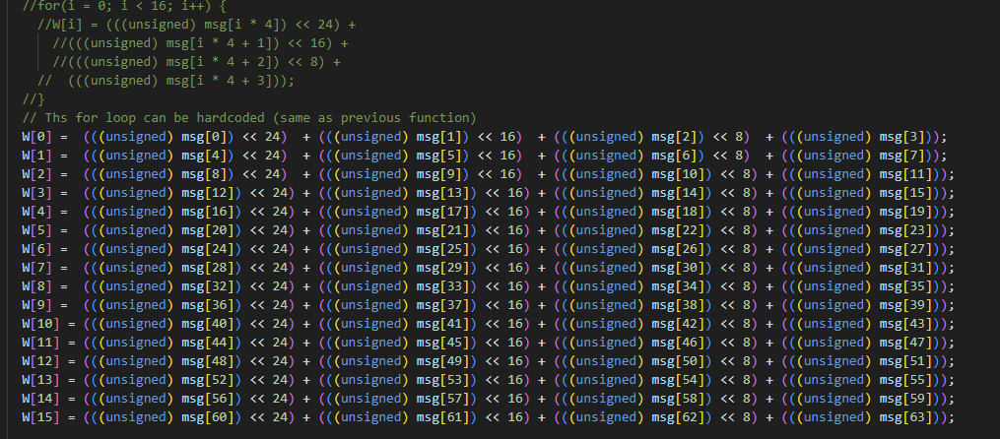 //for(i = 0; i < 16; i++) {
//W[i] = (((unsigned) msg[i * 4]) << 24) +
//(((unsigned) msg[i * 4 + 1]) << 16) +
//(((unsigned) msg[i * 4 + 2]) << 8) +
// (((unsigned) msg[i * 4 + 3]));
//}
// Ths for loop can be hardcoded (same as previous function)
W[0] = (((unsigned) msg[0]) << 24) + (((unsigned) msg[1]) << 16) + (((unsigned) msg[2]) << 8) + (((unsigned) msg[3]));
W[1] = (((unsigned) msg[4]) << 24) + (((unsigned) msg[5]) << 16) + (((unsigned) msg[6]) << 8) + (((unsigned) msg[7]));
W[2] = (((unsigned) msg[8]) << 24) + (((unsigned) msg[9]) << 16) + (((unsigned) msg[10]) << 8) + (((unsigned) msg[11]));
W[3] = (((unsigned) msg[12]) << 24) + (((unsigned) msg[13]) << 16) + (((unsigned) msg[14]) << 8) + (((unsigned) msg[15]));
W[4] = (((unsigned) msg[16]) << 24) + (((unsigned) msg[17]) << 16) + (((unsigned) msg[18]) << 8) + (((unsigned) msg[19]));
W[5] = (((unsigned) msg[20]) << 24) + (((unsigned) msg[21]) << 16) + (((unsigned) msg[22]) << 8) + (((unsigned) msg[23]));
W[6] = (((unsigned) msg[24]) << 24) + (((unsigned) msg[25]) << 16) + (((unsigned) msg[26]) << 8) + (((unsigned) msg[27]));
W[7] = (((unsigned) msg[28]) << 24) + (((unsigned) msg[29]) << 16) + (((unsigned) msg[30]) << 8) + (((unsigned) msg[31]));
W[8] = (((unsigned) msg[32]) << 24) + (((unsigned) msg[33]) << 16) + (((unsigned) msg[34]) << 8) + (((unsigned) msg[35]));
W[9] = (((unsigned) msg[36]) << 24) + (((unsigned) msg[37]) << 16) + (((unsigned) msg[38]) << 8) + (((unsigned) msg[39]));
W[10] = (((unsigned) msg[40]) << 24) + (((unsigned) msg[41]) << 16) + (((unsigned) msg[42]) << 8) + (((unsigned) msg[43]));
W[11] = (((unsigned) msg[44]) << 24) + (((unsigned) msg[45]) << 16) + (((unsigned) msg[46]) << 8) + (((unsigned) msg[47]));
W[12] = (((unsigned) msg[48]) << 24) + (((unsigned) msg[49]) << 16) + (((unsigned) msg[50]) << 8) + (((unsigned) msg[51]));
W[13] = (((unsigned) msg[52]) << 24) + (((unsigned) msg[53]) << 16) + (((unsigned) msg[54]) << 8) + (((unsigned) msg[55]));
W[14] = (((unsigned) msg[56]) << 24) + (((unsigned) msg[57]) << 16) + (((unsigned) msg[58]) << 8) + (((unsigned) msg[59]));
W[15] = (((unsigned) msg[60]) << 24) + (((unsigned) msg[61]) << 16) + (((unsigned) msg[62]) << 8) + (((unsigned) msg[63]));